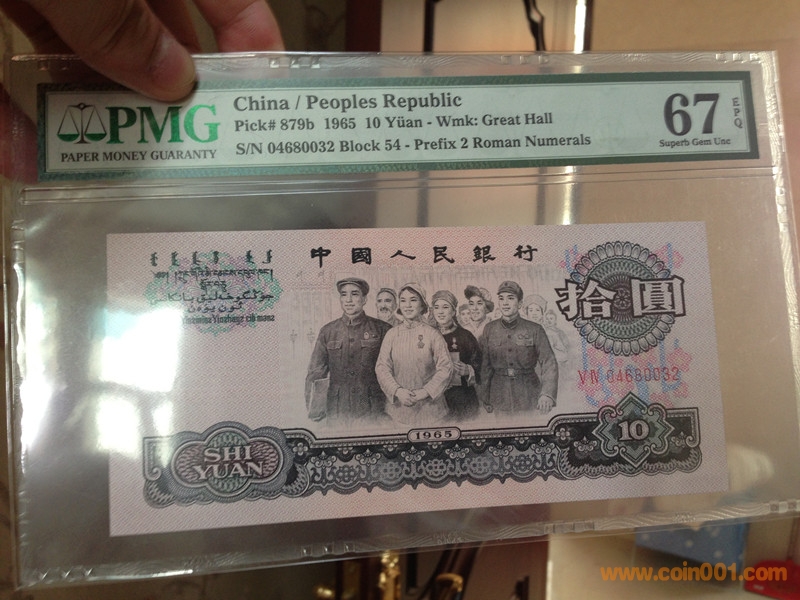 PMG
PAPER MONEY GUARANTY
China / Peoples Republic
Pick# 879b 1965 10 Yüan - Wmk: Great Hall
S/N 04680032 Block 54 - Prefix 2 Roman Numerals
67
EPQ
Superb Gem Unc
中國人民銀行
拾圓
VIV 04680032
1965
SHI
YUAN
10
www.coin001.com